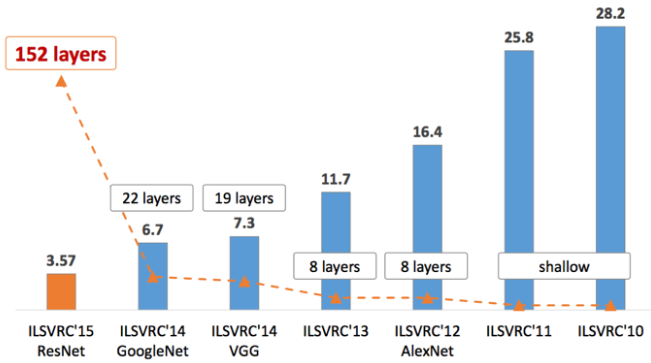 28.2
25.8
152 layers
16.4
11.7
22 layers
19 layers
7.3
6.7
3.57
8 layers
8 layers
shallow
ILSVRC'15
ResNet
ILSVRC'14
GoogleNet
ILSVRC'14
VGG
ILSVRC'13
ILSVRC'12
AlexNet
ILSVRC'11
ILSVRC'10